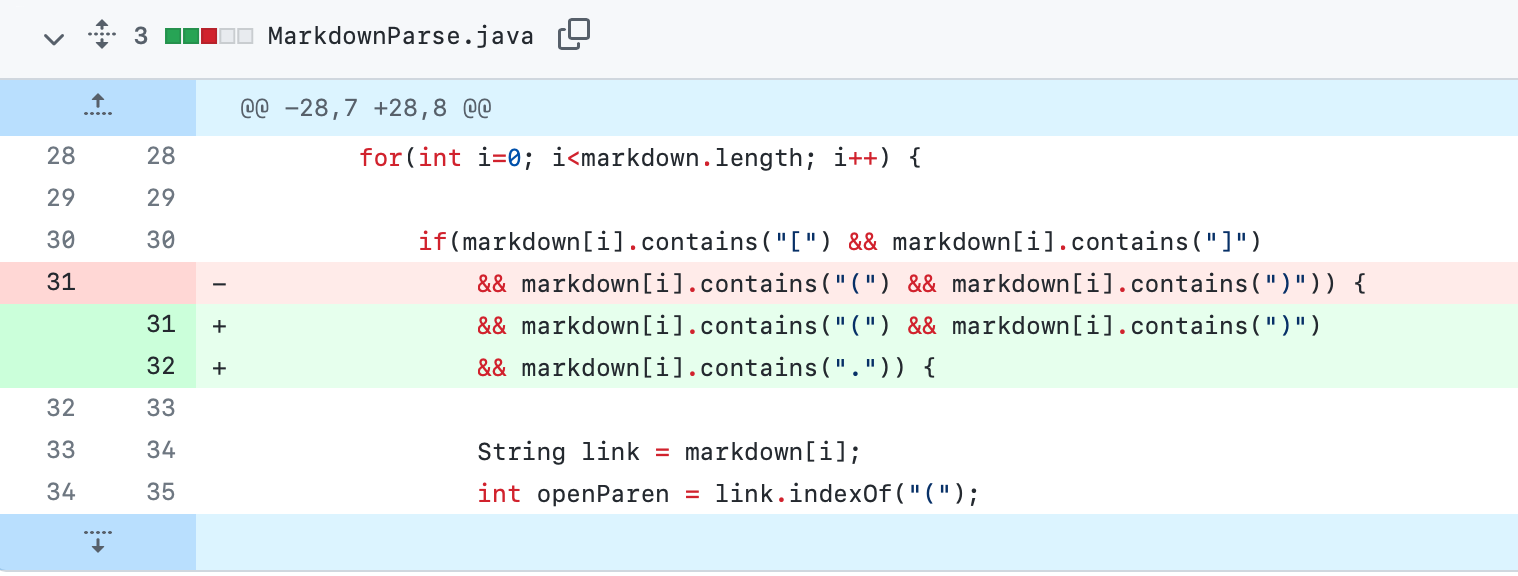 3 MarkdownParse.java
@@ -28,7 +28,8 @@
28 28 for(int i=0; i<markdown.length; i++) {
29 29
30 30 if(markdown[i].contains("[") && markdown[i].contains("]")
31 - && markdown[i].contains("(") && markdown[i].contains(")")) {
31 + && markdown[i].contains("(") && markdown[i].contains(")")
32 + && markdown[i].contains(".")) {
32 33
33 34 String link = markdown[i];
34 35 int openParen = link.indexOf("(");